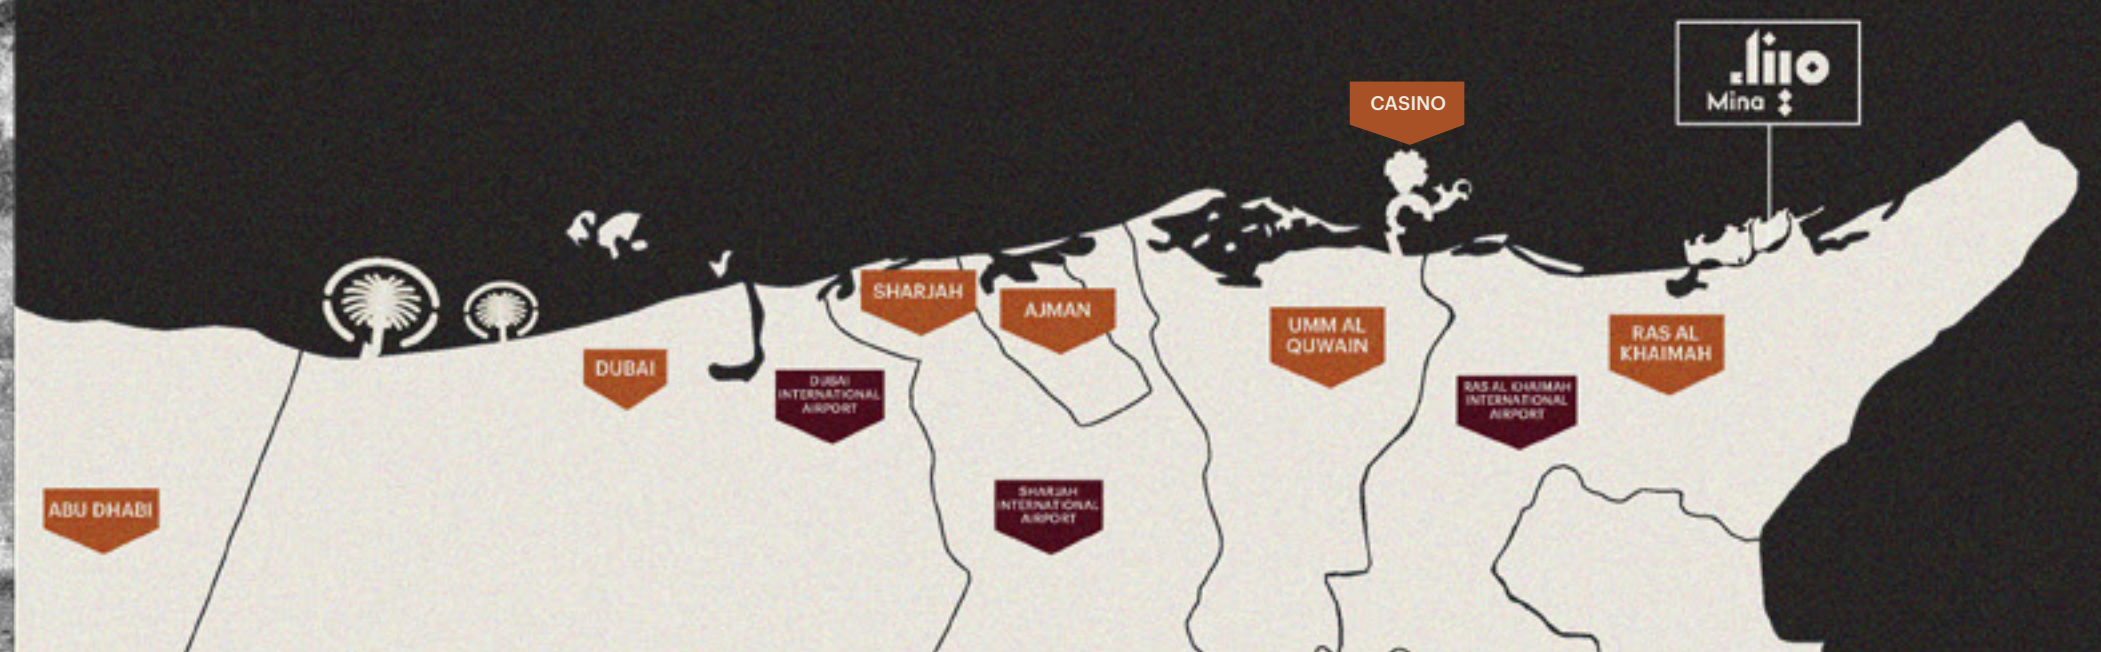 مينا
Mina
CASINO
SHARJAH
AJMAN
UMM AL
QUWAIN
RAS AL
KHAIMAH
DUBAI
DUBAI
INTERNATIONAL
AIRPORT
RAS AL KHAIMAH
INTERNATIONAL
AIRPORT
ABU DHABI
SHARJAH
INTERNATIONAL
AIRPORT